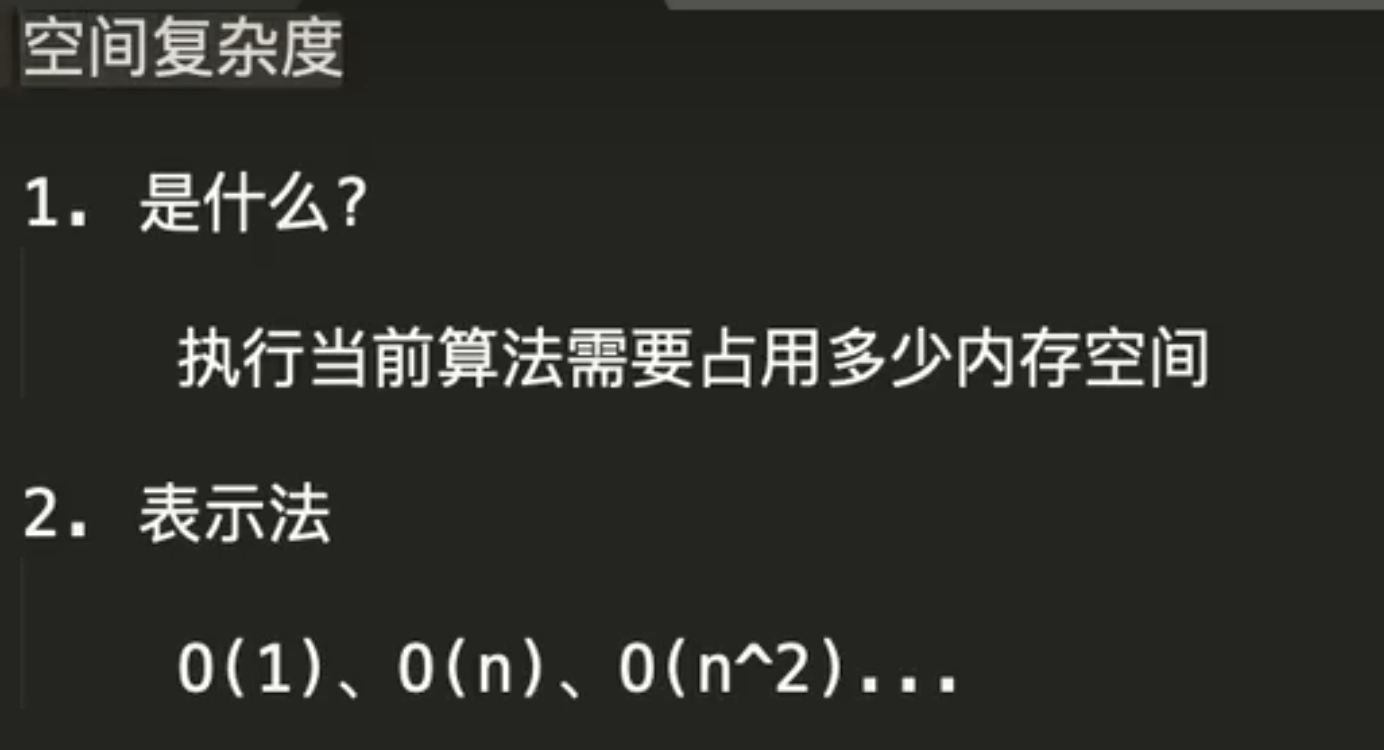 空间复杂度
1. 是什么?
执行当前算法需要占用多少内存空间
2. 表示法
O(1)、O(n)、O(n^2)...